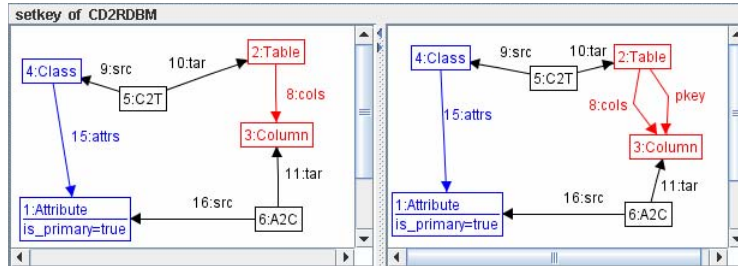 setkey of CD2RDBM
2:Table
10:tar
9:src
4:Class
5:C2T
8:cols
15:attrs
3:Column
11:tar
16:src
1:Attribute
is_primary=true
6:A2C
9:src
10:tar
4:Class
2:Table
5:C2T
8:cols
pkey
15:attrs
3:Column
11:tar
16:src
1:Attribute
is_primary=true
6:A2C